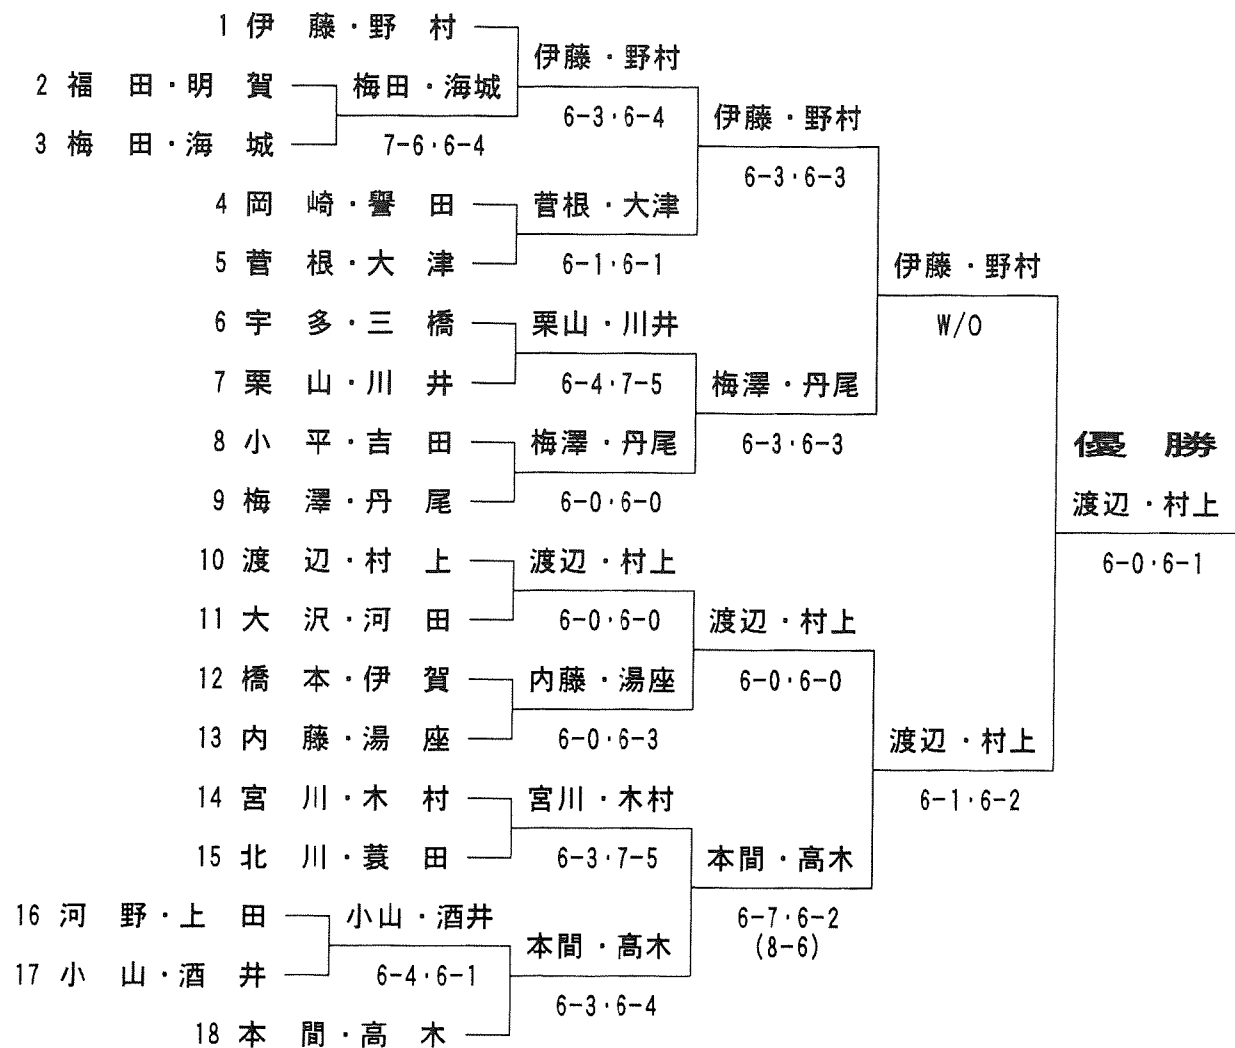 1 伊 藤・野 村
伊藤・野村
2 福 田・明 賀
梅田・海城
6-3・6-4
伊藤・野村
3 梅 田・海 城
7-6・6-4
6-3・6-3
4 岡 崎・譽 田
菅根・大津
5 菅 根・大 津
6-1・6-1
伊藤・野村
6 宇 多・三 橋
栗山・川井
W/O
7 栗 山・川 井
6-4・7-5
梅澤・丹尾
8 小 平・吉 田
梅澤・丹尾
6-3・6-3
優 勝
9 梅 澤・丹 尾
6-0・6-0
渡辺・村上
10 渡 辺・村 上
渡辺・村上
6-0・6-1
11 大 沢・河 田
6-0・6-0
渡辺・村上
12 橋 本・伊 賀
内藤・湯座
6-0・6-0
13 内 藤・湯 座
6-0・6-3
渡辺・村上
14 宮 川・木 村
宮川・木村
6-1・6-2
15 北 川・蓑 田
6-3・7-5
本間・高木
16 河 野・上 田
小山・酒井
6-7・6-2
(8-6)
本間・高木
17 小 山・酒 井
6-4・6-1
6-3・6-4
18 本 間・高 木